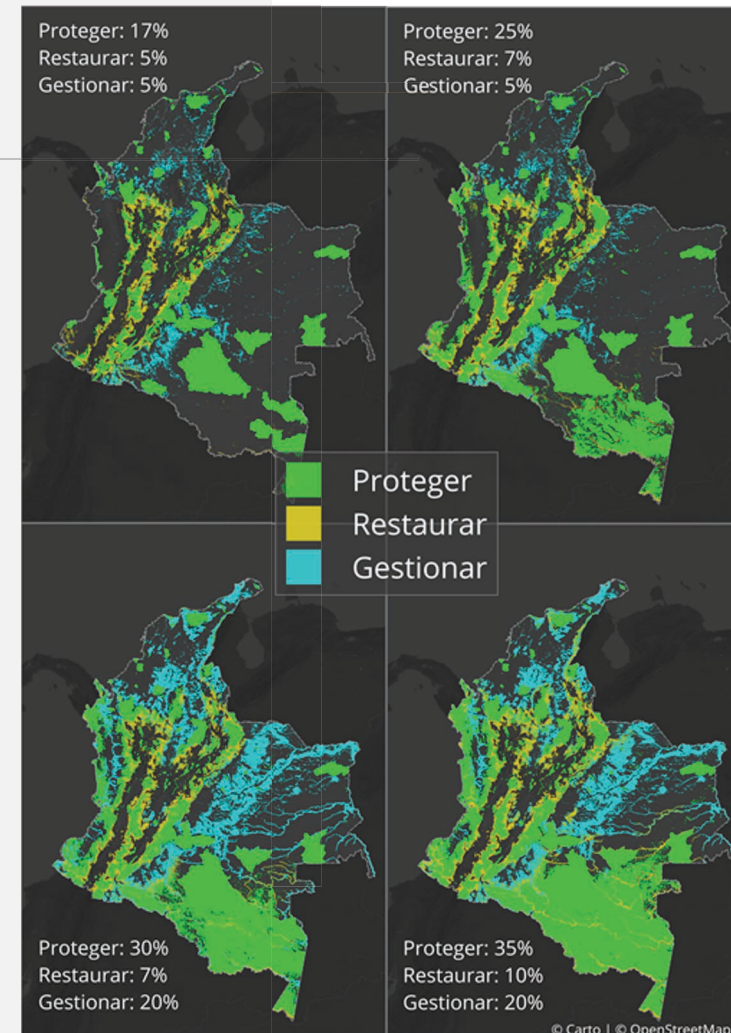 Proteger: 17%
Restaurar: 5%
Gestionar: 5%
Proteger: 25%
Restaurar: 7%
Gestionar: 5%
Proteger
Restaurar
Gestionar
Proteger: 30%
Restaurar: 7%
Gestionar: 20%
Proteger: 35%
Restaurar: 10%
Gestionar: 20%
© Carto | © OpenStreetMap